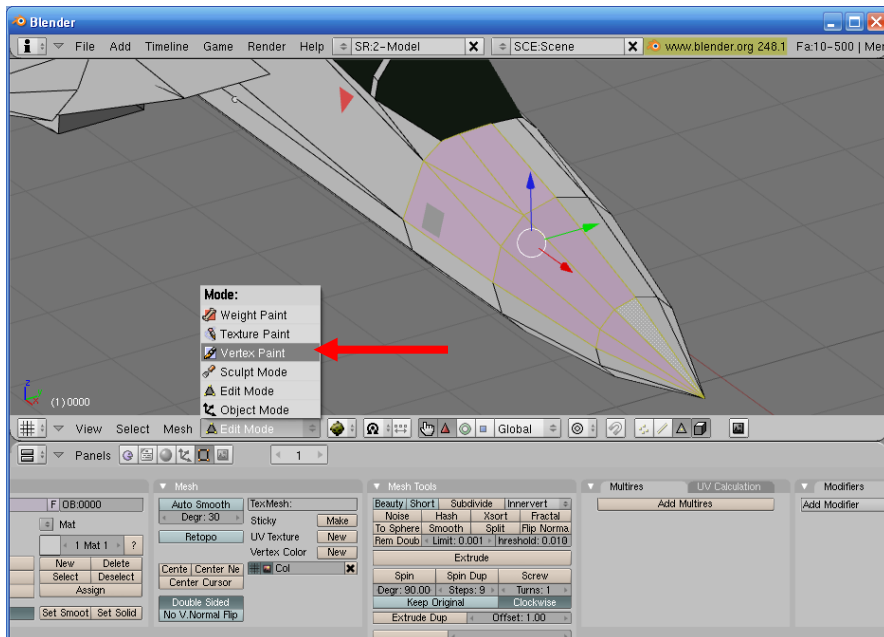 Blender
File Add Timeline Game Render Help SR:2-Model SCE:Scene www.blender.org 248.1 Fa:10-500 | Mer
Mode:
Weight Paint
Texture Paint
Vertex Paint
Sculpt Mode
Edit Mode
Object Mode
z
(1) 0000
View Select Mesh Edit Mode Global
Panels 1
Mesh Mesh Tools Multires UV Calculation Modifiers
F OB:0000
Mat
1 Mat 1 ?
New Delete
Select Deselect
Assign
Set Smoot Set Solid
Auto Smooth
Degr: 30
Retopo
Cente Center Ne
Center Cursor
Double Sided
No V.Normal Flip
TexMesh:
Sticky Make
UV Texture New
Vertex Color New
Col
Beauty Short Subdivide Innervert
Noise Hash Xsort Fractal
To Sphere Smooth Split Flip Norma
Rem Doub Limit: 0.001 hreshold: 0.010
Extrude
Spin Spin Dup Screw
Degr: 90.00 Steps: 9 Turns: 1
Keep Original Clockwise
Extrude Dup Offset: 1.00
Add Multires
Add Modifier